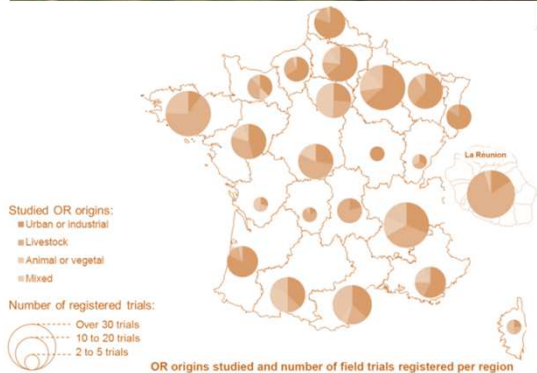 La Réunion
Studied OR origins:
Urban or industrial
Livestock
Animal or vegetal
Mixed
Number of registered trials:
Over 30 trials
10 to 20 trials
2 to 5 trials
OR origins studied and number of field trials registered per region